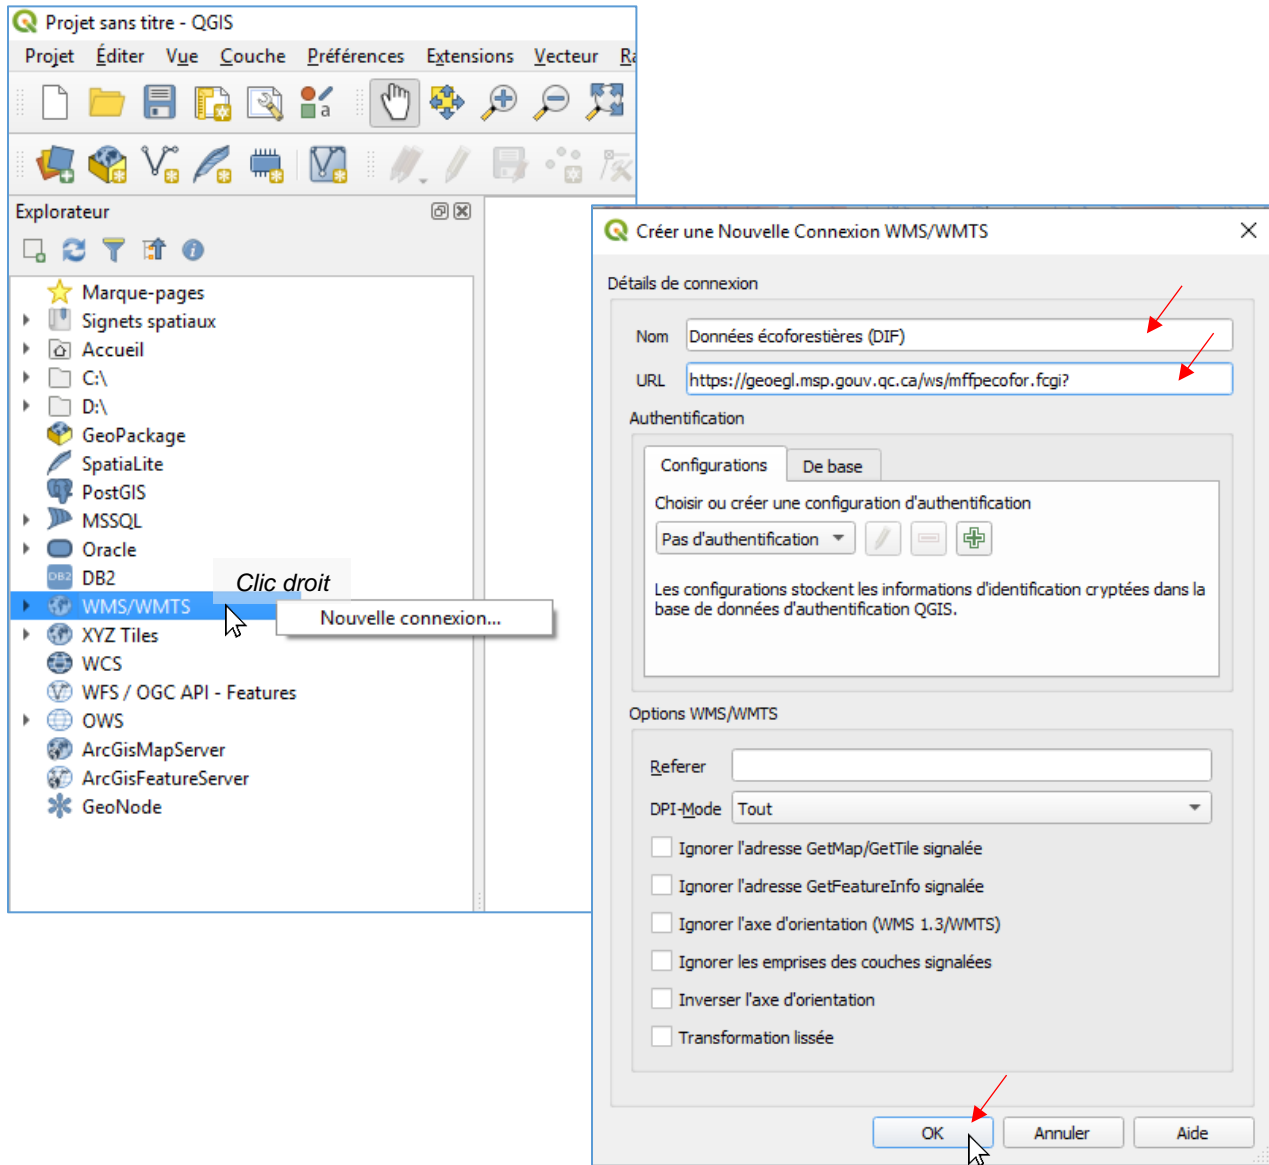 Projet sans titre - QGIS
Projet Éditer Vue Couche Préférences Extensions Vecteur
Explorateur
Marque-pages
Signets spatiaux
Accueil
C:\
D:\
GeoPackage
SpatiaLite
PostGIS
MSSQL
Oracle
DB2 DB2
Clic droit
WMS/WMTS
Nouvelle connexion...
XYZ Tiles
WCS
WFS / OGC API - Features
OWS
ArcGisMapServer
ArcGisFeatureServer
GeoNode
Créer une Nouvelle Connexion WMS/WMTS
Détails de connexion
Nom Données écoforestières (DIF)
URL https://geoegl.msp.gouv.qc.ca/ws/mffpecofor.fcgi?
Authentification
Configurations De base
Choisir ou créer une configuration d'authentification
Pas d'authentification
Les configurations stockent les informations d'identification cryptées dans la
base de données d'authentification QGIS.
Options WMS/WMTS
Referer
DPI-Mode Tout
Ignorer l'adresse GetMap/GetTile signalée
Ignorer l'adresse GetFeatureInfo signalée
Ignorer l'axe d'orientation (WMS 1.3/WMTS)
Ignorer les emprises des couches signalées
Inverser l'axe d'orientation
Transformation lissée
OK Annuler Aide